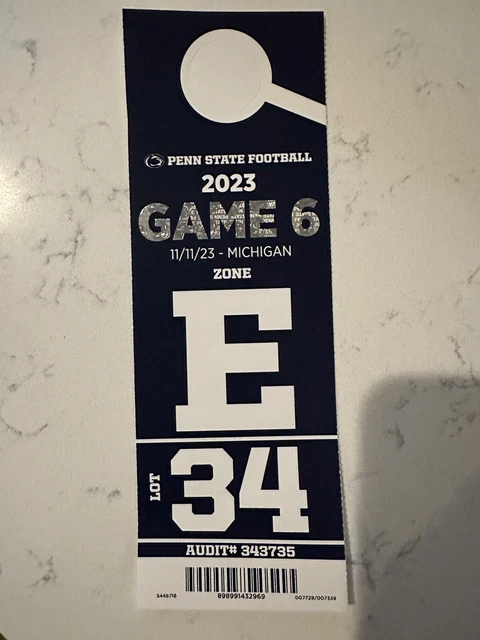 PENN STATE FOOTBALL
2023
GAME 6
11/11/23 - MICHIGAN
ZONE
E
LOT 34
AUDIT# 343735
5446716
898991432969
007729/007339